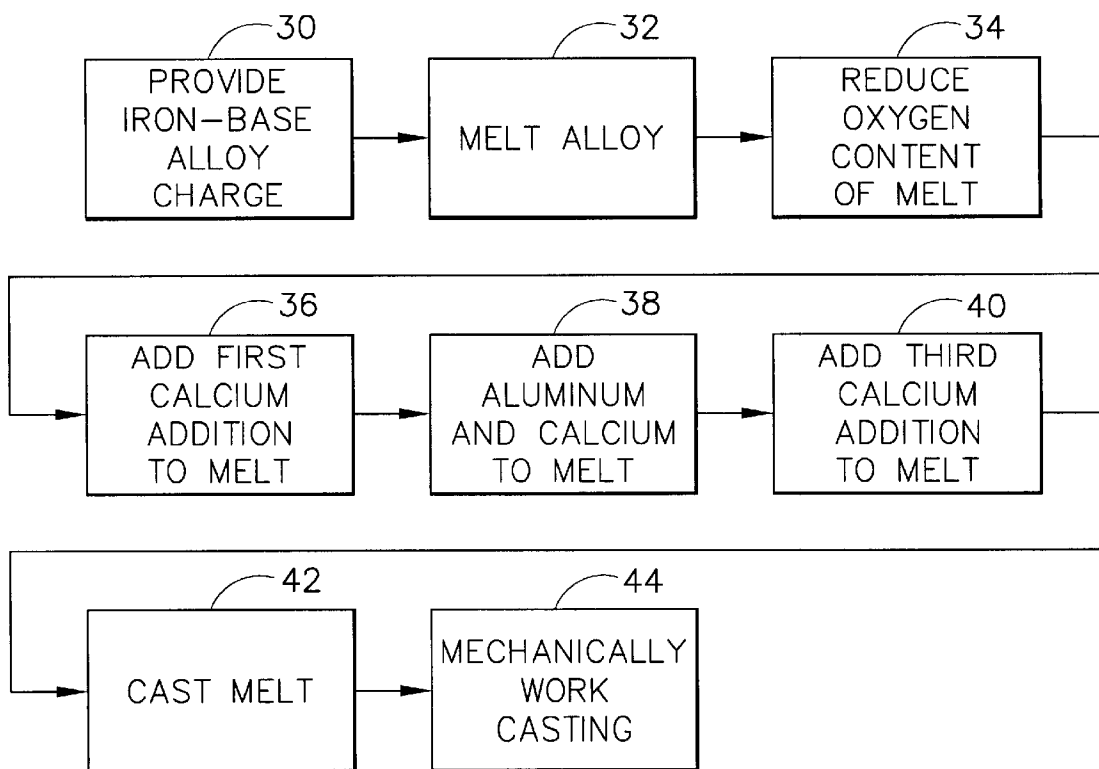 30
PROVIDE
IRON-BASE
ALLOY
CHARGE
32
MELT ALLOY
34
REDUCE
OXYGEN
CONTENT
OF MELT
36
ADD FIRST
CALCIUM
ADDITION
TO MELT
38
ADD
ALUMINUM
AND CALCIUM
TO MELT
40
ADD THIRD
CALCIUM
ADDITION
TO MELT
42
CAST MELT
44
MECHANICALLY
WORK
CASTING